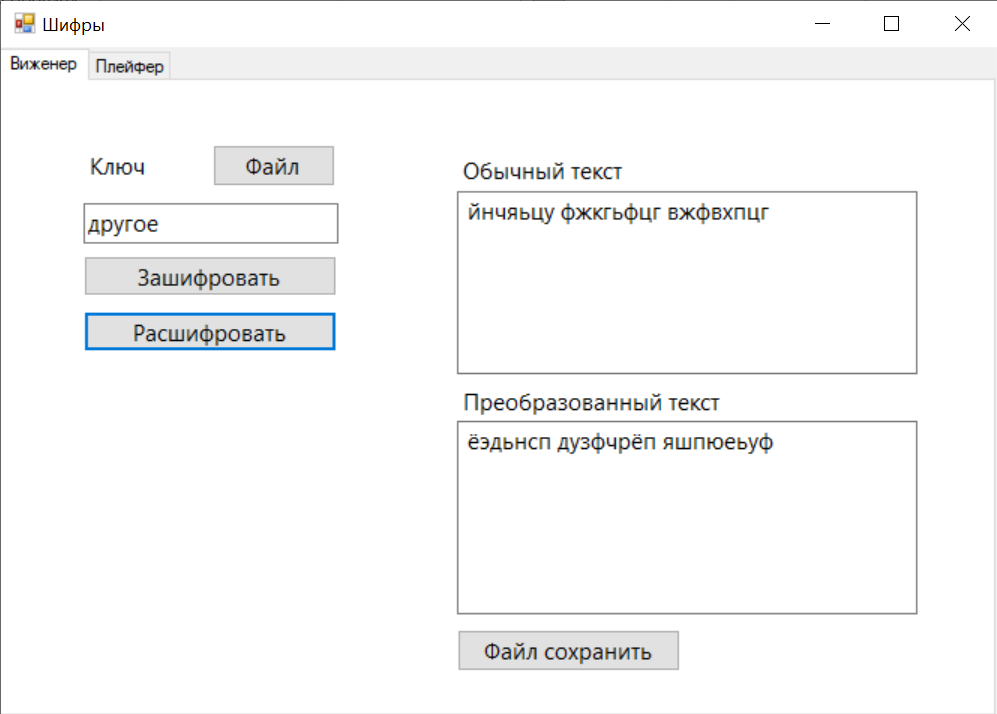 Шифры
Виженер
Плейфер
Ключ
Файл
другое
Зашифровать
Расшифровать
Обычный текст
йнчяьцу фжкгьфцг вжфвхпцг
Преобразованный текст
ёэдьнсп дузфчрёп яшпюеьуф
Файл сохранить